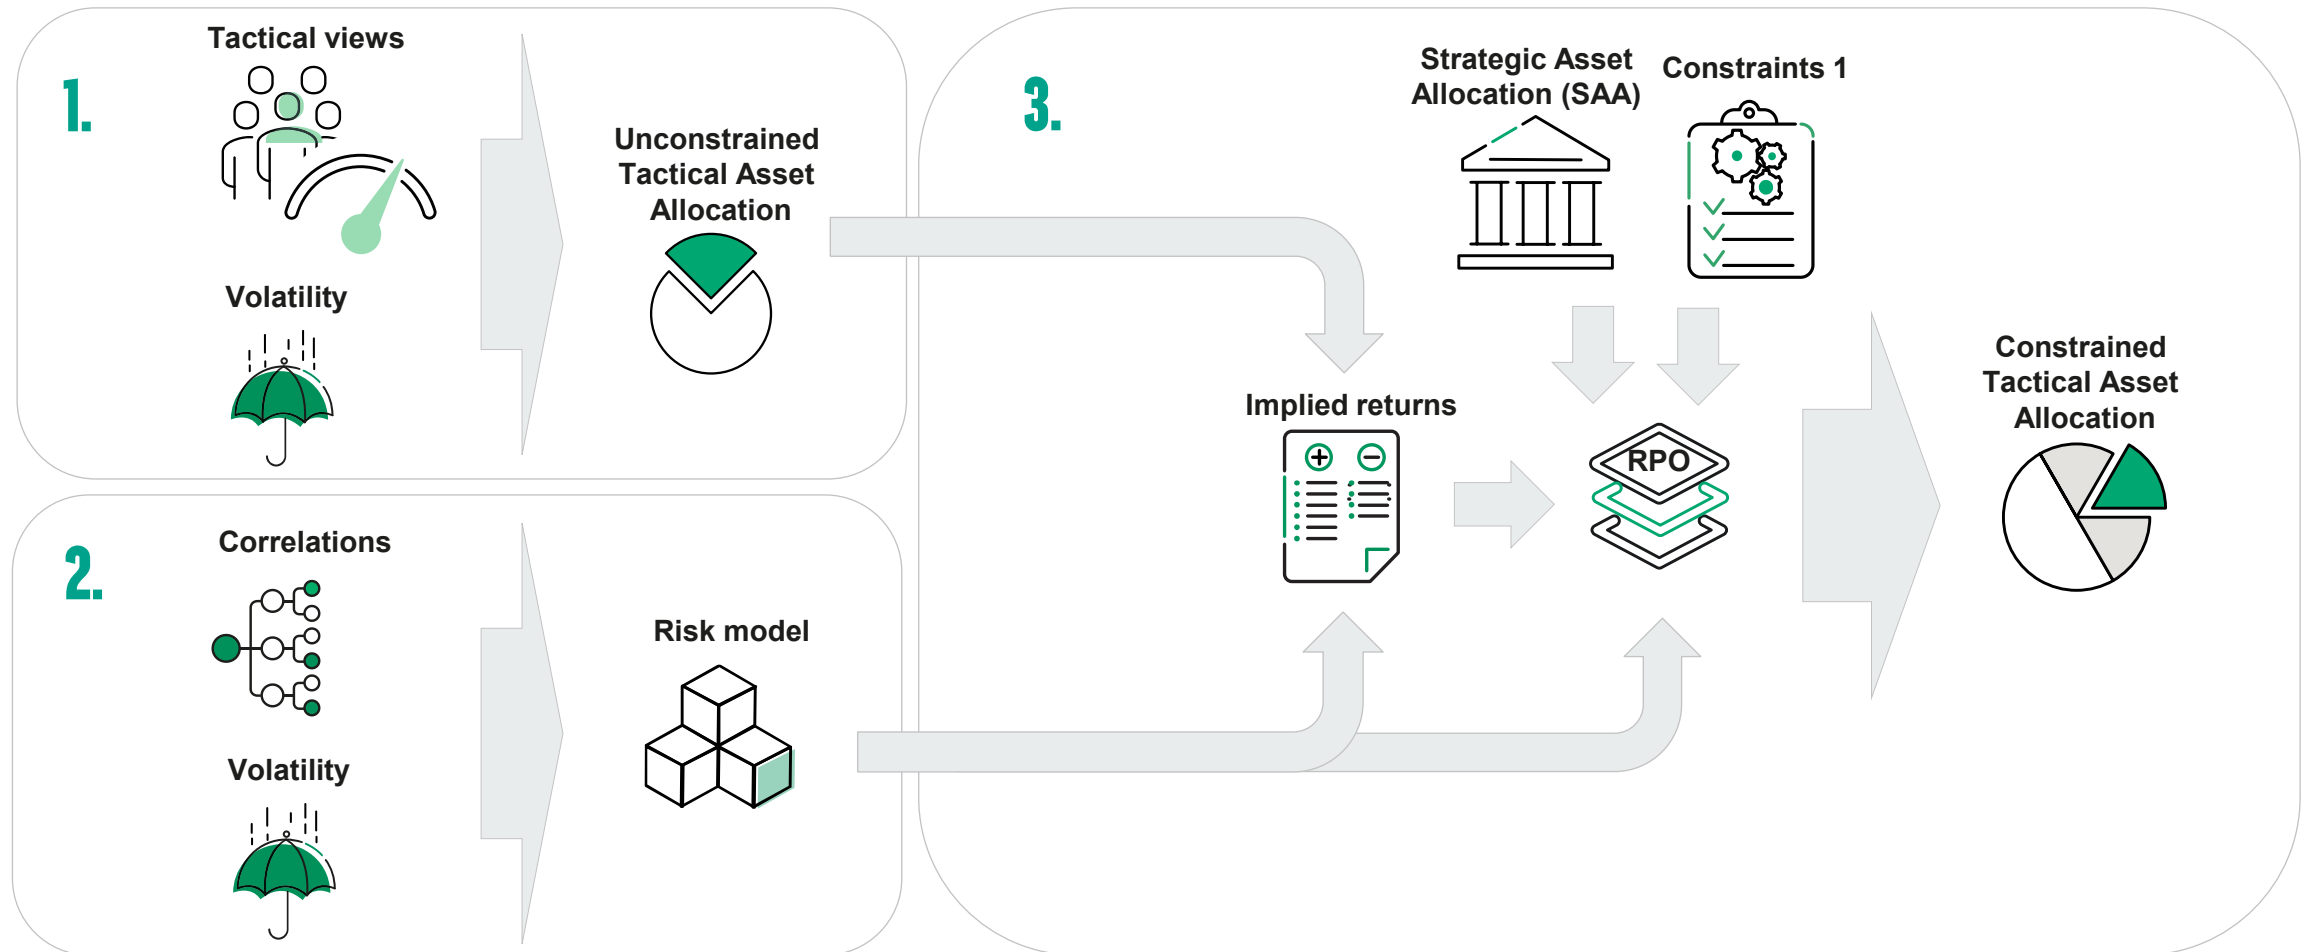 1.
Tactical views
Volatility
Unconstrained
Tactical Asset
Allocation
2.
Correlations
Volatility
Risk model
3.
Strategic Asset
Allocation (SAA)
Constraints 1
Implied returns
RPO
Constrained
Tactical Asset
Allocation